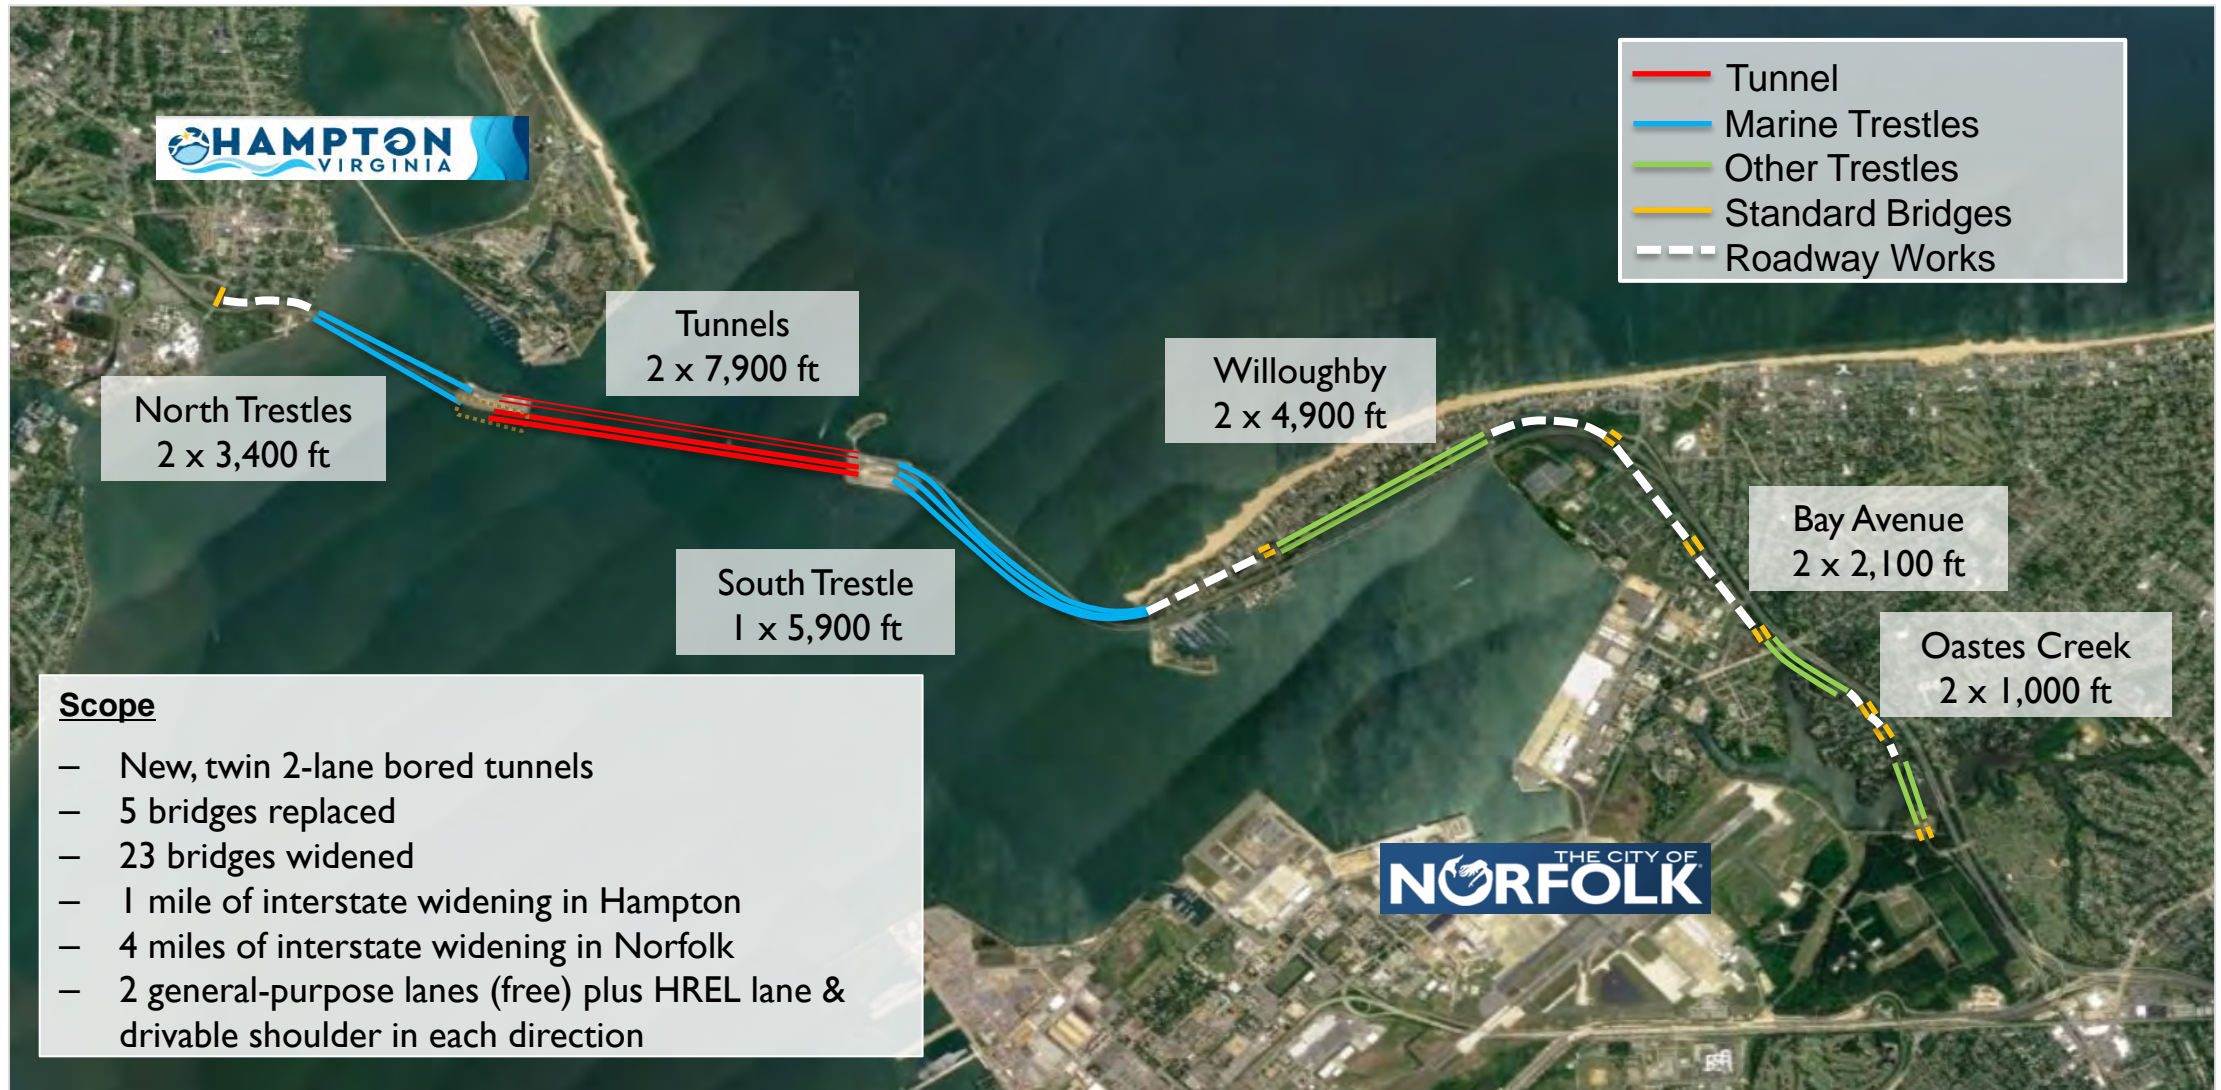 HAMPTON
VIRGINIA
Tunnel
Marine Trestles
Other Trestles
Standard Bridges
Roadway Works
Tunnels
2 x 7,900 ft
North Trestles
2 x 3,400 ft
Willoughby
2 x 4,900 ft
Bay Avenue
2 x 2,100 ft
South Trestle
1 x 5,900 ft
Oastes Creek
2 x 1,000 ft
Scope
– New, twin 2-lane bored tunnels
– 5 bridges replaced
– 23 bridges widened
– 1 mile of interstate widening in Hampton
– 4 miles of interstate widening in Norfolk
– 2 general-purpose lanes (free) plus HREL lane &
drivable shoulder in each direction
THE CITY OF
NORFOLK